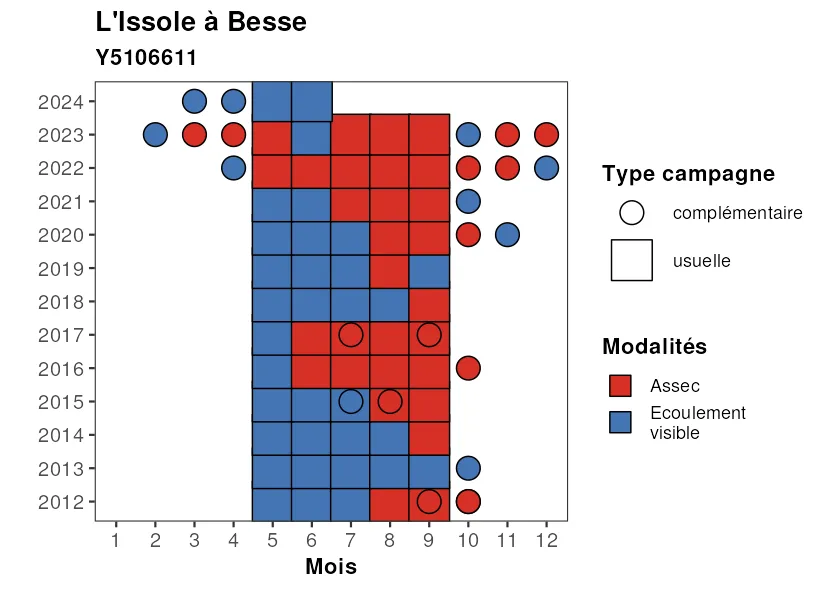 L'Issole à Besse
Y5106611
2024
2023
2022
2021
2020
2019
2018
2017
2016
2015
2014
2013
2012
1 2 3 4 5 6 7 8 9 10 11 12
Mois
Type campagne
complémentaire
usuelle
Modalités
Assec
Ecoulement
visible